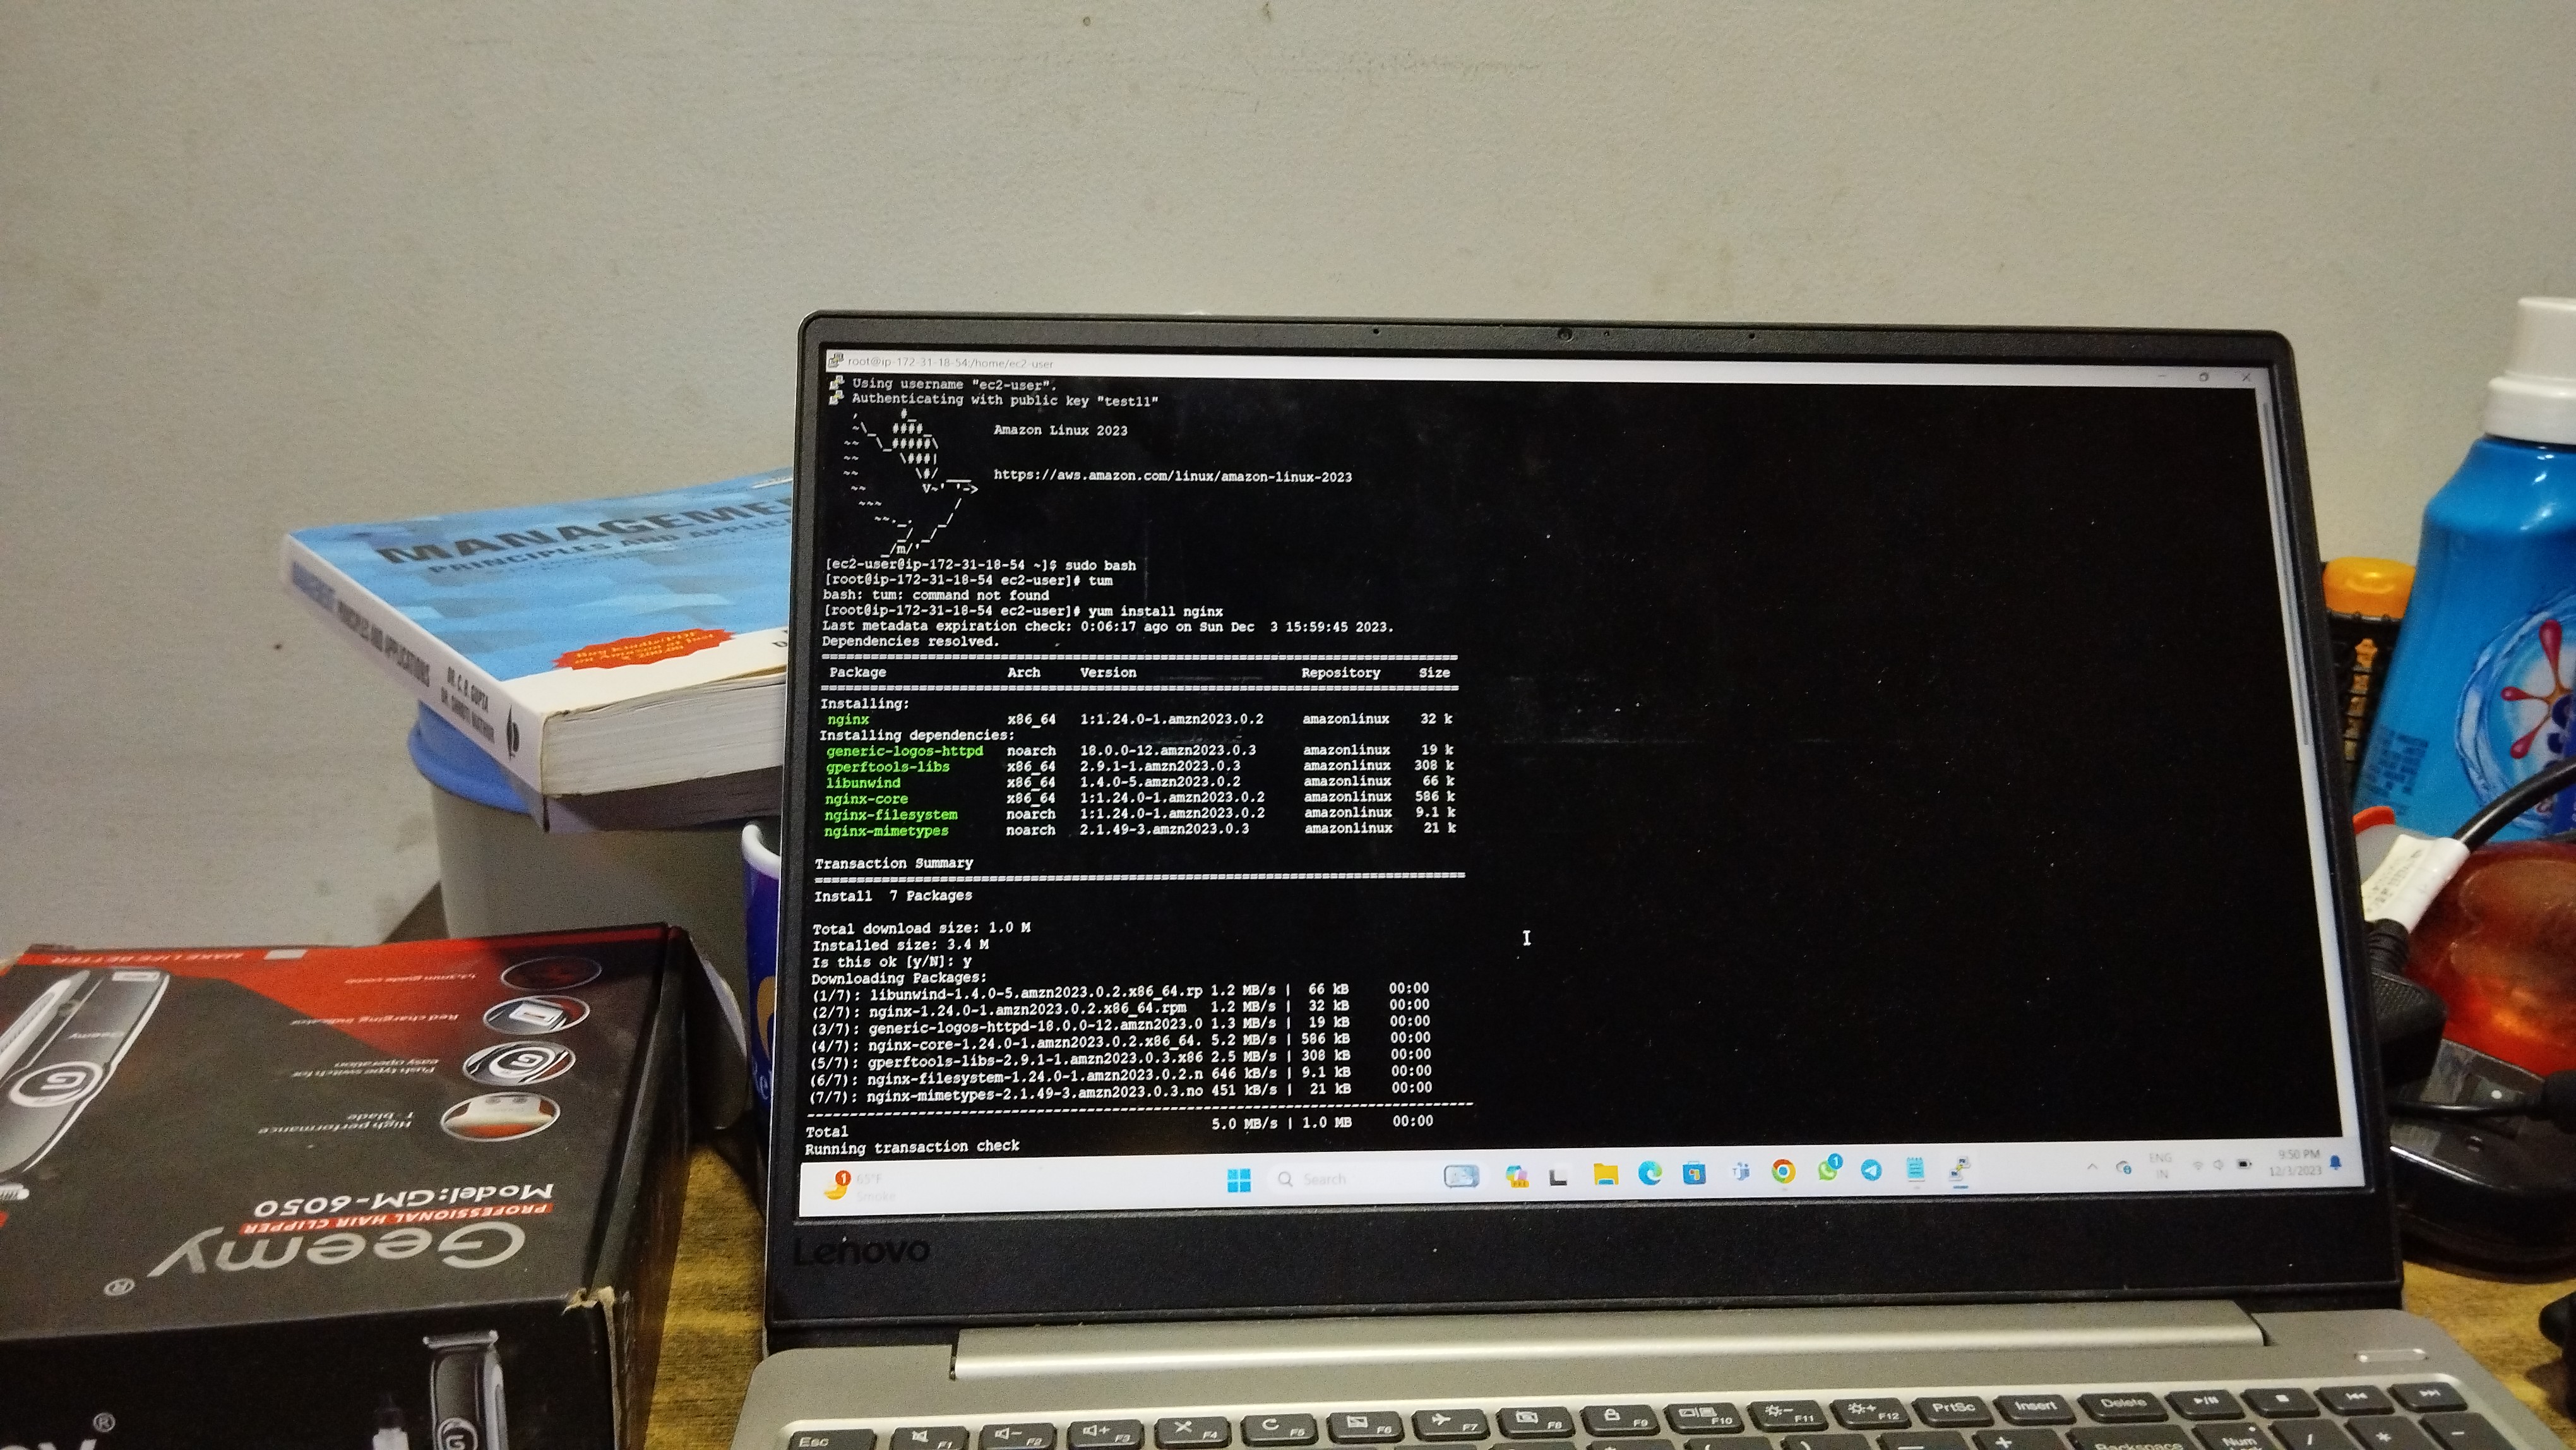 root@ip-172-31-18-54:/home/ec2-user
Using username "ec2-user".
Authenticating with public key "test11"
Amazon Linux 2023
https://aws.amazon.com/linux/amazon-linux-2023
[ec2-user@ip-172-31-18-54 ~]$ sudo bash
[root@ip-172-31-18-54 ec2-user]# tum
bash: tum: command not found
[root@ip-172-31-18-54 ec2-user]# yum install nginx
Last metadata expiration check: 0:06:17 ago on Sun Dec  3 15:59:45 2023.
Dependencies resolved.
Package Arch Version Repository Size
Installing:
nginx x86_64 1:1.24.0-1.amzn2023.0.2 amazonlinux 32 k
Installing dependencies:
generic-logos-httpd noarch 18.0.0-12.amzn2023.0.3 amazonlinux 19 k
gperftools-libs x86_64 2.9.1-1.amzn2023.0.3 amazonlinux 308 k
libunwind x86_64 1.4.0-5.amzn2023.0.2 amazonlinux 66 k
nginx-core x86_64 1:1.24.0-1.amzn2023.0.2 amazonlinux 586 k
nginx-filesystem noarch 1:1.24.0-1.amzn2023.0.2 amazonlinux 9.1 k
nginx-mimetypes noarch 2.1.49-3.amzn2023.0.3 amazonlinux 21 k
Transaction Summary
Install  7 Packages
Total download size: 1.0 M
Installed size: 3.4 M
Is this ok [y/N]: y
Downloading Packages:
(1/7): libunwind-1.4.0-5.amzn2023.0.2.x86_64.rp 1.2 MB/s | 66 kB 00:00
(2/7): nginx-1.24.0-1.amzn2023.0.2.x86_64.rpm 1.2 MB/s | 32 kB 00:00
(3/7): generic-logos-httpd-18.0.0-12.amzn2023.0 1.3 MB/s | 19 kB 00:00
(4/7): nginx-core-1.24.0-1.amzn2023.0.2.x86_64. 5.2 MB/s | 586 kB 00:00
(5/7): gperftools-libs-2.9.1-1.amzn2023.0.3.x86 2.5 MB/s | 308 kB 00:00
(6/7): nginx-filesystem-1.24.0-1.amzn2023.0.2.n 646 kB/s | 9.1 kB 00:00
(7/7): nginx-mimetypes-2.1.49-3.amzn2023.0.3.no 451 kB/s | 21 kB 00:00
Total 5.0 MB/s | 1.0 MB 00:00
Running transaction check
1
65°F
Smoke
Search
1
ENG
IN
9:50 PM
12/3/2023
Lenovo
Esc F1 F2 F3 F4 F5 F6 F7 F8 F9 F10 F11 F12 PrtSc Insert Delete
Backspace Num
MANAGEMEN
PRINCIPLES AND APPLIC
PRINCIPLES AND APPLICATIONS
DR. C. B. GUPTA
DR. SHRUTI MATHUR
MAKE LIFE BETTER
Red charging indicator
Push type switch for
easy operation
High performance
T-blade
Geemy®
PROFESSIONAL HAIR CLIPPER
Model:GM-6050